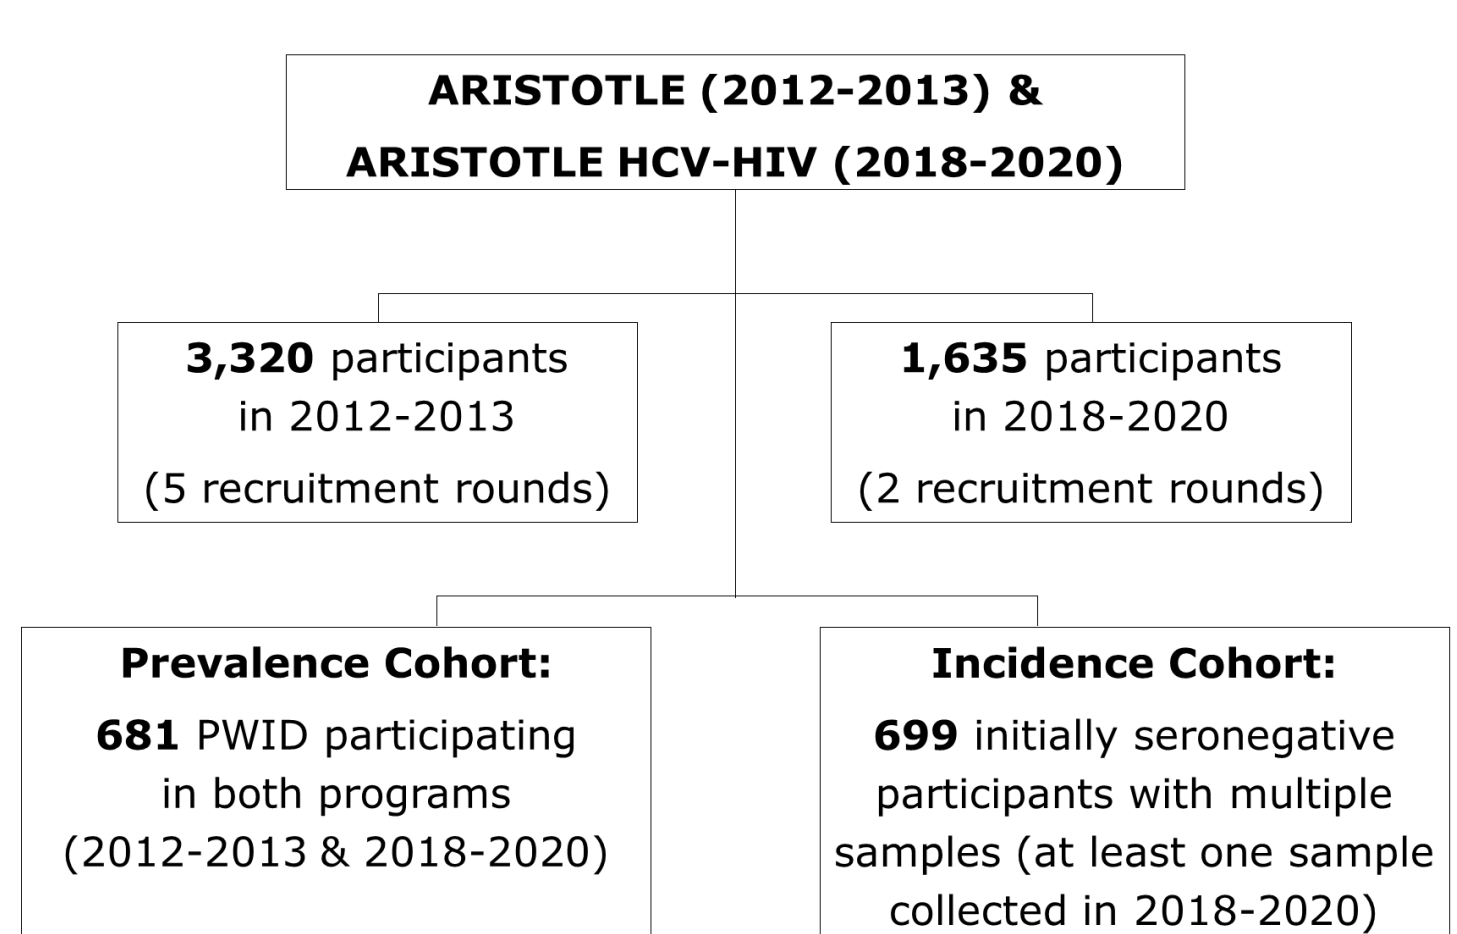 ARISTOTLE (2012-2013) &
ARISTOTLE HCV-HIV (2018-2020)
3,320 participants
in 2012-2013
(5 recruitment rounds)
1,635 participants
in 2018-2020
(2 recruitment rounds)
Prevalence Cohort:
681 PWID participating
in both programs
(2012-2013 & 2018-2020)
Incidence Cohort:
699 initially seronegative
participants with multiple
samples (at least one sample
collected in 2018-2020)